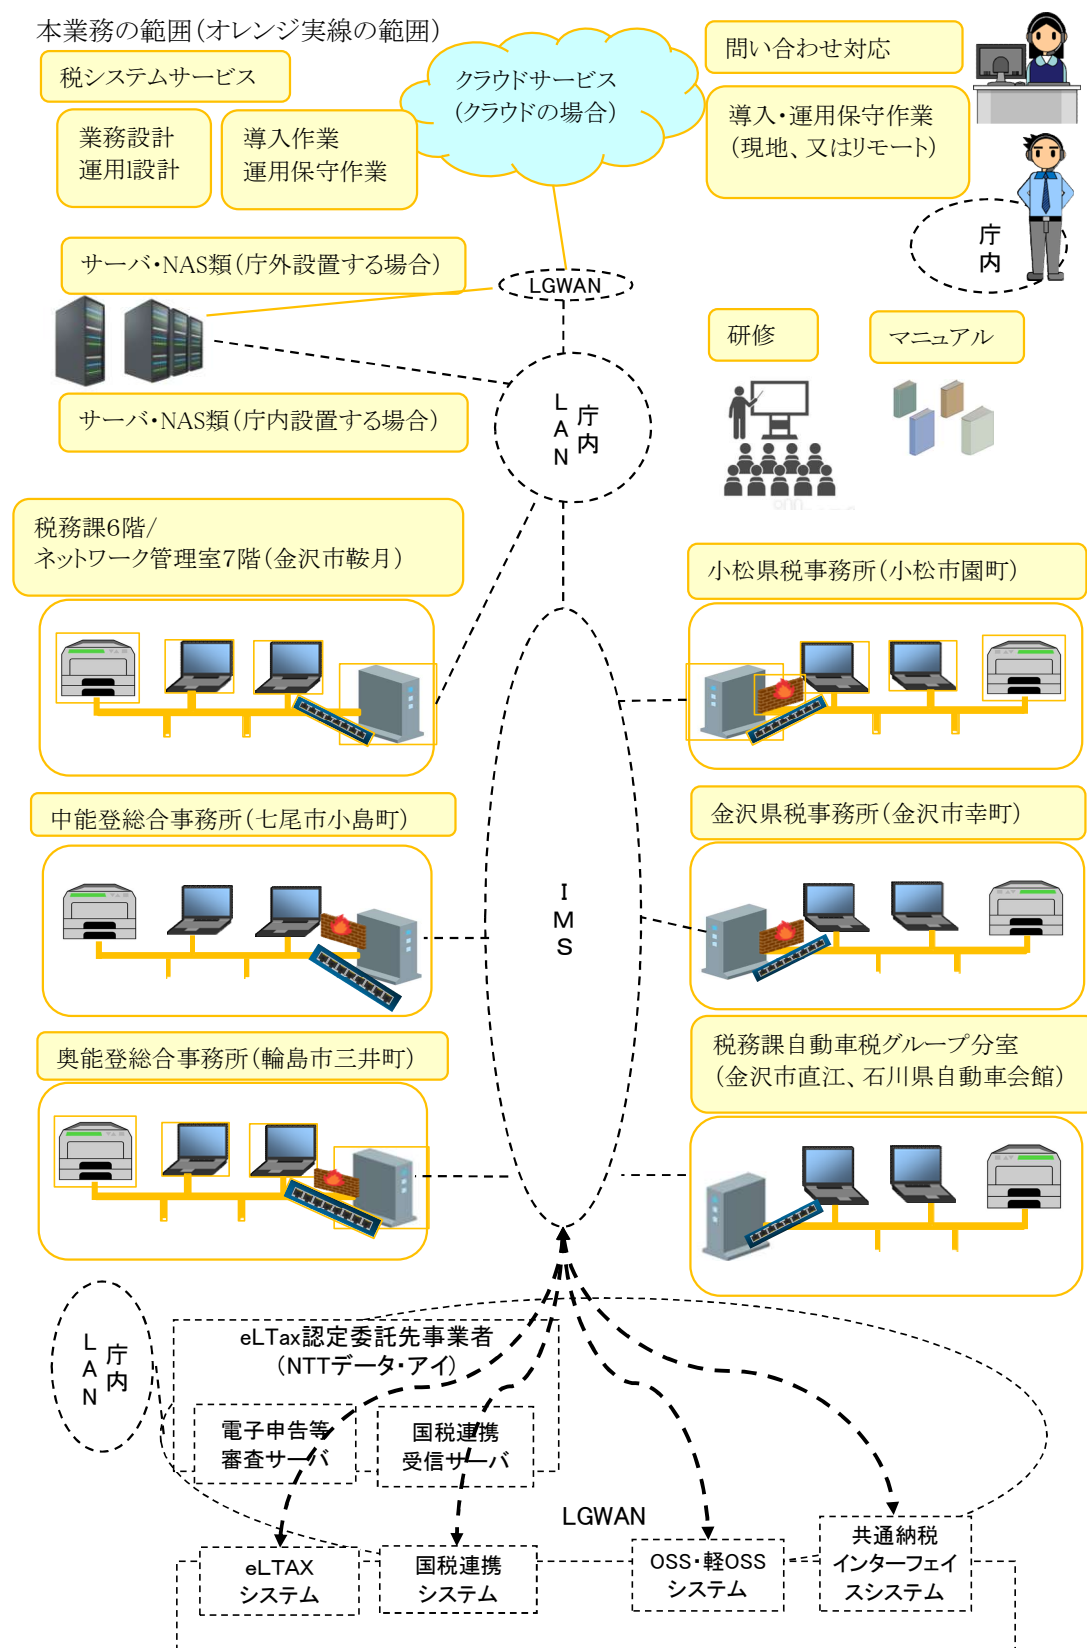 本業務の範囲(オレンジ実線の範囲)
税システムサービス
業務設計
運用l設計
導入作業
運用保守作業
クラウドサービス
(クラウドの場合)
問い合わせ対応
導入・運用保守作業
(現地、又はリモート)
庁内
サーバ・NAS類(庁外設置する場合)
LGWAN
サーバ・NAS類(庁内設置する場合)
庁内
LAN
研修
マニュアル
税務課6階/
ネットワーク管理室7階(金沢市鞍月)
小松県税事務所(小松市園町)
中能登総合事務所(七尾市小島町)
金沢県税事務所(金沢市幸町)
IMS
奥能登総合事務所(輪島市三井町)
税務課自動車税グループ分室
(金沢市直江、石川県自動車会館)
庁内
LAN
eLTax認定委託先事業者
(NTTデータ・アイ)
電子申告等
審査サーバ
国税連携
受信サーバ
LGWAN
eLTAX
システム
国税連携
システム
OSS・軽OSS
システム
共通納税
インターフェイ
スシステム